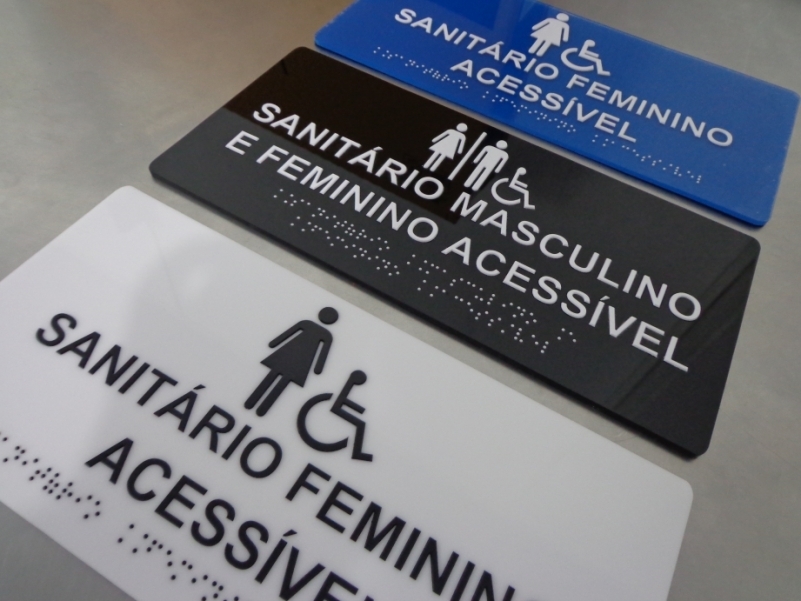 SANITÁRIO FEMININO
ACESSÍVEL
SANITÁRIO MASCULINO
E FEMININO ACESSÍVEL
SANITÁRIO FEMININO
ACESSÍVEL